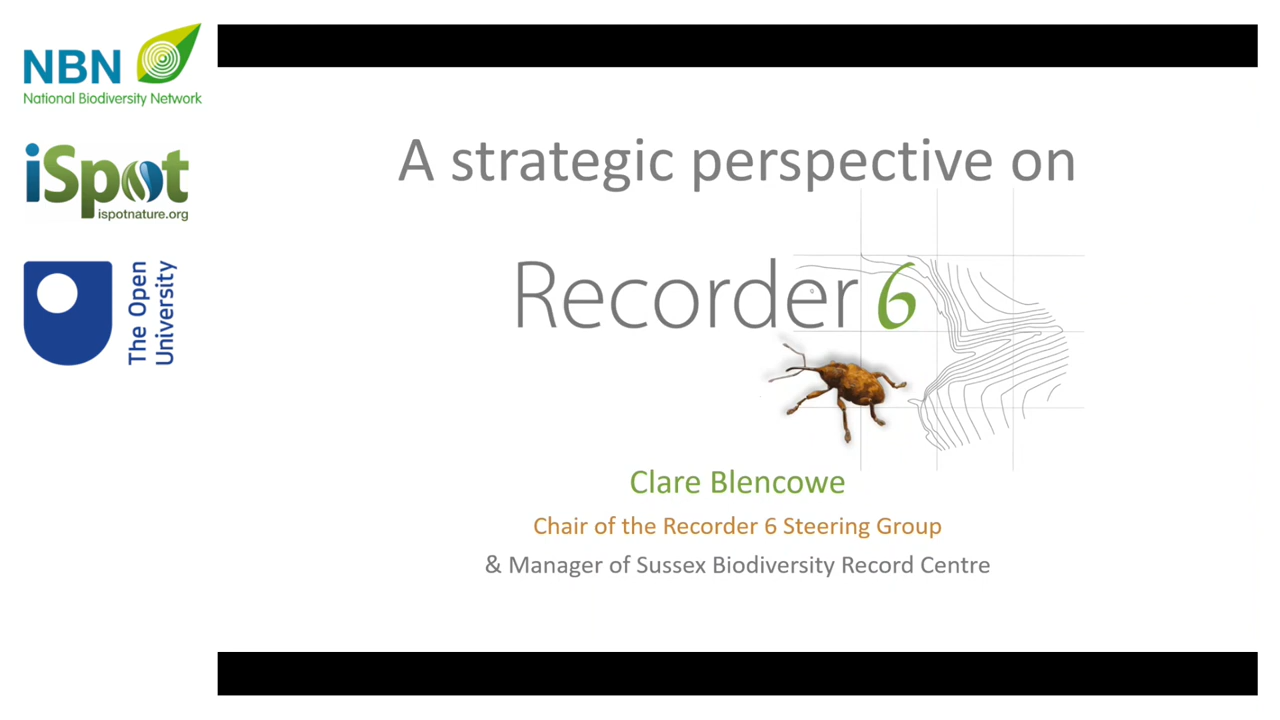 NBN
National Biodiversity Network
iSpot
ispotnature.org
The Open
University
A strategic perspective on
Recorder 6
Clare Blencowe
Chair of the Recorder 6 Steering Group
& Manager of Sussex Biodiversity Record Centre